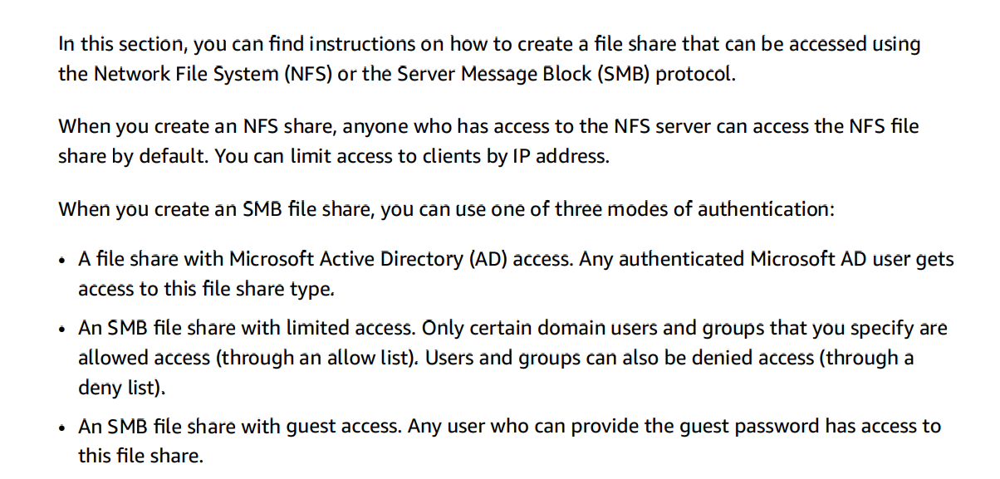 In this section, you can find instructions on how to create a file share that can be accessed using
the Network File System (NFS) or the Server Message Block (SMB) protocol.
When you create an NFS share, anyone who has access to the NFS server can access the NFS file
share by default. You can limit access to clients by IP address.
When you create an SMB file share, you can use one of three modes of authentication:
• A file share with Microsoft Active Directory (AD) access. Any authenticated Microsoft AD user gets
access to this file share type.
• An SMB file share with limited access. Only certain domain users and groups that you specify are
allowed access (through an allow list). Users and groups can also be denied access (through a
deny list).
• An SMB file share with guest access. Any user who can provide the guest password has access to
this file share.